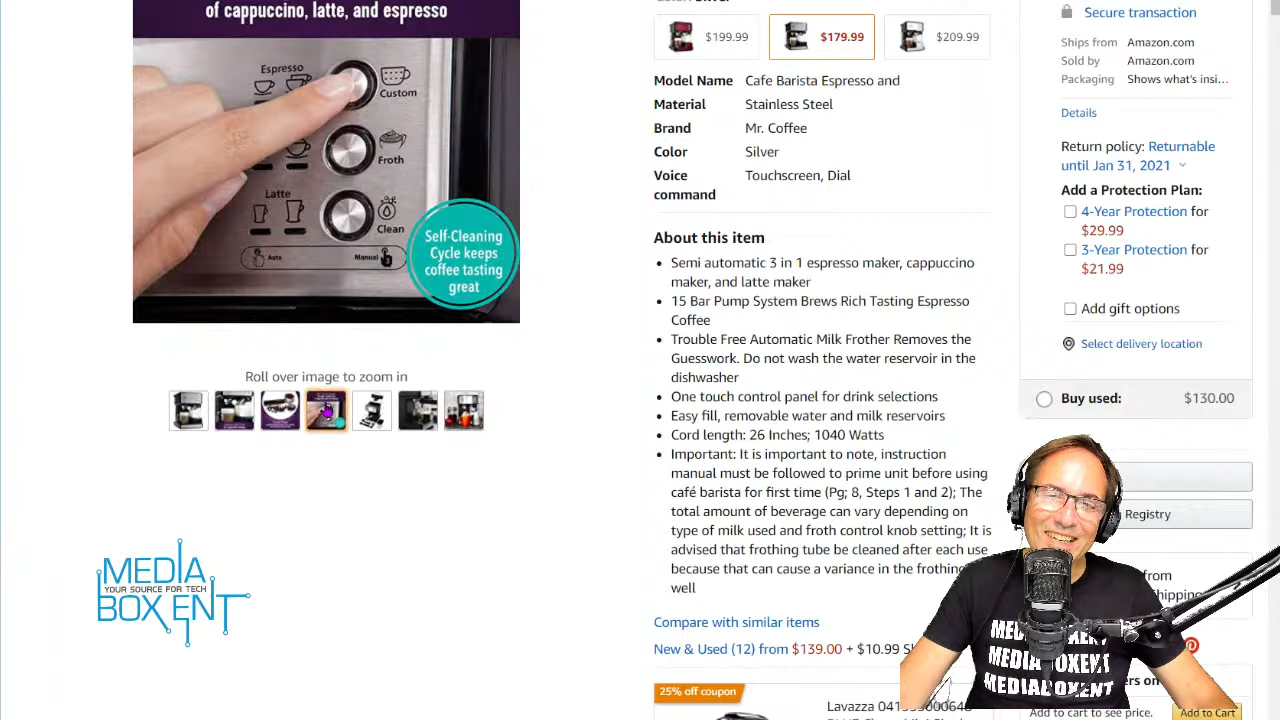 of cappuccino, latte, and espresso
Espresso
Custom
Froth
Latte
Clean
Auto
Manual
Self-Cleaning
Cycle keeps
coffee tasting
great
Roll over image to zoom in
MEDIA
YOUR SOURCE FOR TECH
BOX ENT
Silver
$199.99
$179.99
$209.99
Model Name Cafe Barista Espresso and
Material Stainless Steel
Brand Mr. Coffee
Color Silver
Voice Touchscreen, Dial
command
About this item
Semi automatic 3 in 1 espresso maker, cappuccino
maker, and latte maker
15 Bar Pump System Brews Rich Tasting Espresso
Coffee
Trouble Free Automatic Milk Frother Removes the
Guesswork. Do not wash the water reservoir in the
dishwasher
One touch control panel for drink selections
Easy fill, removable water and milk reservoirs
Cord length: 26 Inches; 1040 Watts
Important: It is important to note, instruction
manual must be followed to prime unit before using
café barista for first time (Pg; 8, Steps 1 and 2); The
total amount of beverage can vary depending on
type of milk used and froth control knob setting; It is
advised that frothing tube be cleaned after each use
because that can cause a variance in the frothing
well
Compare with similar items
New & Used (12) from $139.00 + $10.99
25% off coupon
Lavazza
Secure transaction
Ships from Amazon.com
Sold by Amazon.com
Packaging Shows what's insi...
Details
Return policy: Returnable
until Jan 31, 2021
Add a Protection Plan:
4-Year Protection for
$29.99
3-Year Protection for
$21.99
Add gift options
Select delivery location
Buy used: $130.00
Registry
from
Shipping
MEDIABOXENT
MEDIABOXENT
MEDIABOXENT
on
Add to cart to see price. Add to Cart